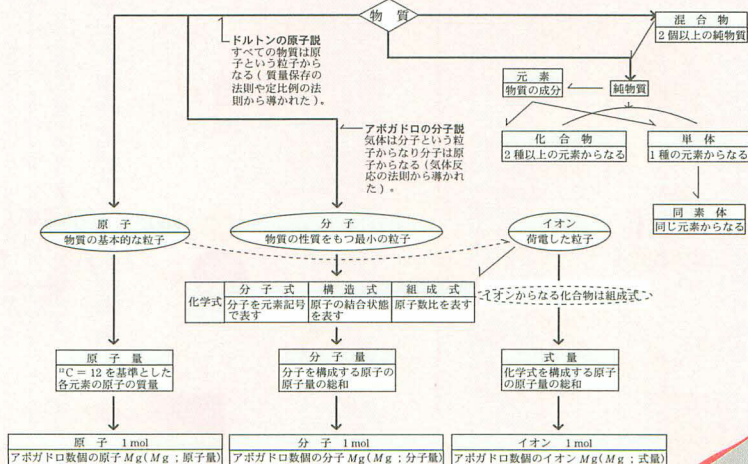 物質
混合物
2個以上の純物質
ドルトンの原子説
すべての物質は原
子という粒子から
なる(質量保存の
法則や定比例の法
則から導かれた)。
元素
物質の成分
純物質
アボガドロの分子説
気体は分子という粒
子からなり分子は原
子からなる(気体反
応の法則から導かれ
た)。
化合物
2種以上の元素からなる
単体
1種の元素からなる
同素体
同じ元素からなる
原子
物質の基本的な粒子
分子
物質の性質をもつ最小の粒子
イオン
荷電した粒子
化学式
分子式
分子を元素記号
で表す
構造式
原子の結合状態
を表す
組成式
原子数比を表す
イオンからなる化合物は組成式
原子量
¹²C=12を基準とした
各元素の原子の質量
分子量
分子を構成する原子の
原子量の総和
式量
化学式を構成する原子
の原子量の総和
原子 1mol
アボガドロ数個の原子Mg(Mg;原子量)
分子 1mol
アボガドロ数個の分子Mg(Mg;分子量)
イオン 1mol
アボガドロ数個のイオンMg(Mg;式量)